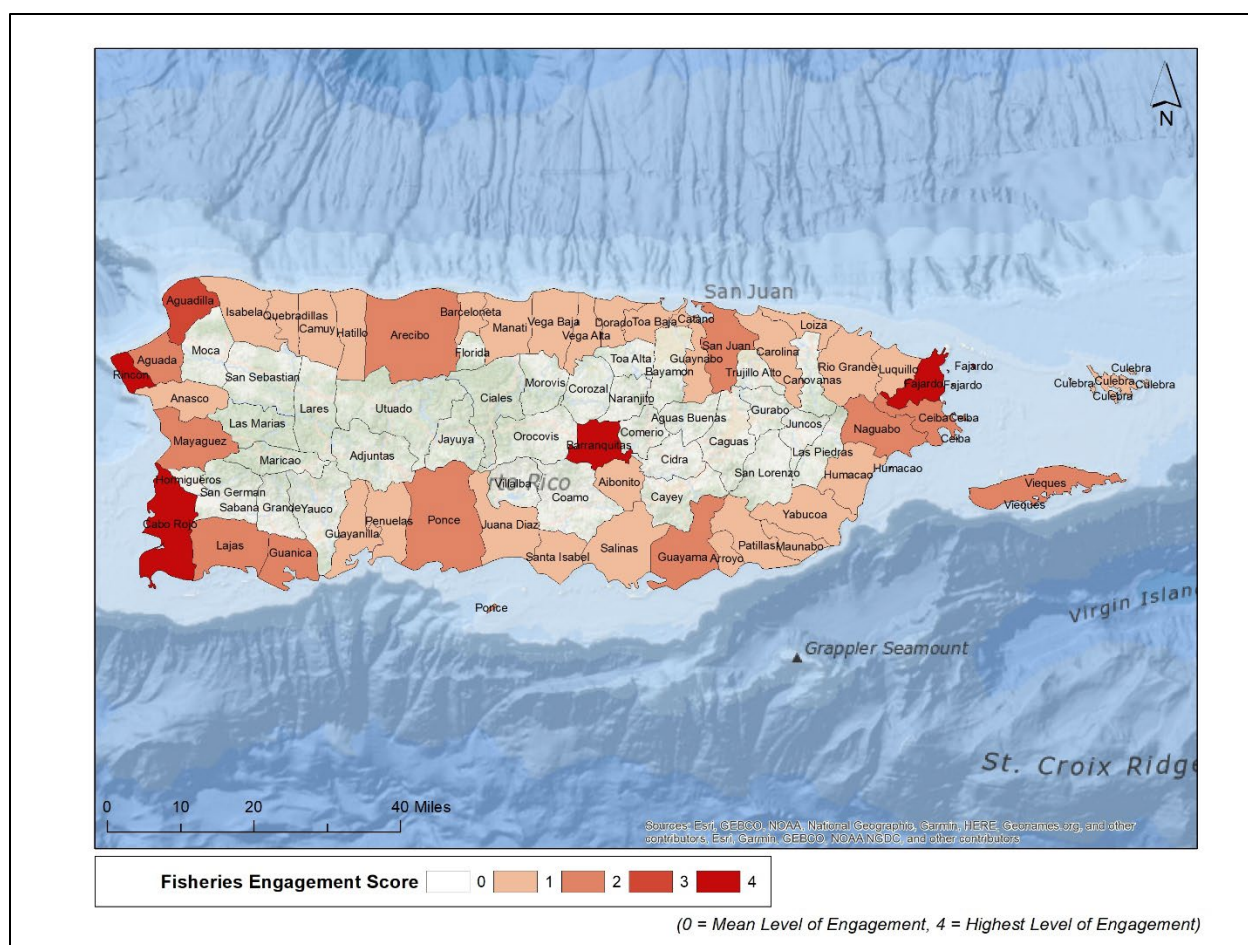 N
San Juan
Aguadilla
Isabela
Quebradillas
Camuy
Hatillo
Arecibo
Barceloneta
Manati
Vega Baja
Vega Alta
Dorado
Toa Baja
Catano
San Juan
Guaynabo
Bayamon
Carolina
Loiza
Trujillo Alto
Canovanas
Rio Grande
Luquillo
Fajardo
Fajardo
Fajardo
Culebra
Culebra
Culebra
Culebra
Culebra
Aguada
Moca
Rincon
San Sebastian
Florida
Toa Alta
Anasco
Lares
Utuado
Ciales
Morovis
Corozal
Naranjito
Las Marias
Mayaguez
Maricao
Adjuntas
Jayuya
Orocovis
Barranquitas
Comerio
Aguas Buenas
Gurabo
Juncos
Caguas
Cidra
Las Piedras
San Lorenzo
Naguabo
Ceiba
Ceiba
Ceiba
Humacao
Humacao
Hormigueros
San German
Sabana Grande
Yauco
Villalba
Rico
Coamo
Aibonito
Cayey
Vieques
Vieques
Cabo Rojo
Lajas
Guanica
Guayanilla
Penuelas
Ponce
Juana Diaz
Santa Isabel
Salinas
Guayama
Arroyo
Patillas
Maunabo
Yabucoa
Ponce
Virgin Islan
Grappler Seamount
St. Croix Ridge
0 10 20 40 Miles
Sources: Esri, GEBCO, NOAA, National Geographic, Garmin, HERE, Geonames.org, and other
contributors, Esri, Garmin, GEBCO, NOAA NGDC, and other contributors
Fisheries Engagement Score 0 1 2 3 4
(0 = Mean Level of Engagement, 4 = Highest Level of Engagement)